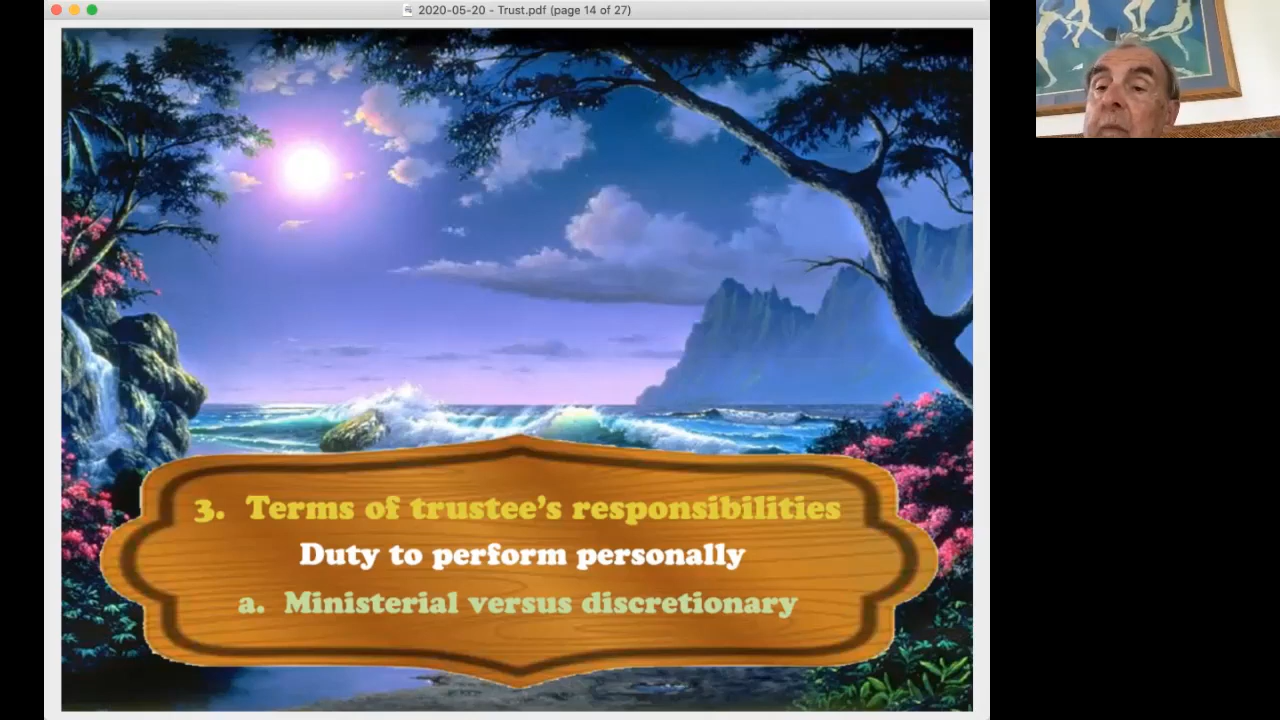 2020-05-20 - Trust.pdf (page 14 of 27)
3. Terms of trustee's responsibilities
Duty to perform personally
a. Ministerial versus discretionary